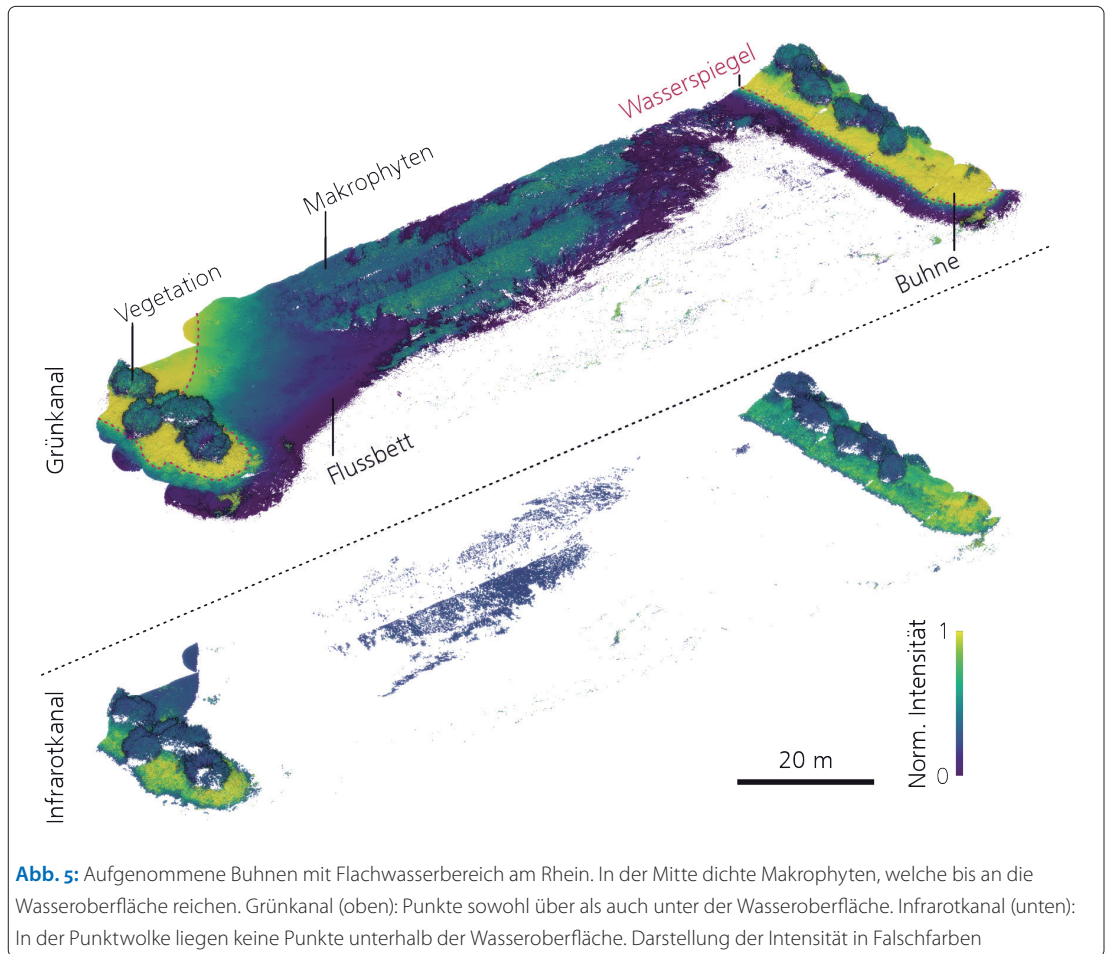 Wasserspiegel
Makrophyten
Vegetation
Buhne
Grünkanal
Flussbett
Infrarotkanal
Norm. Intensität
1
0
20 m
Abb. 5: Aufgenommene Buhnen mit Flachwasserbereich am Rhein. In der Mitte dichte Makrophyten, welche bis an die
Wasseroberfläche reichen. Grünkanal (oben): Punkte sowohl über als auch unter der Wasseroberfläche. Infrarotkanal (unten):
In der Punktwolke liegen keine Punkte unterhalb der Wasseroberfläche. Darstellung der Intensität in Falschfarben